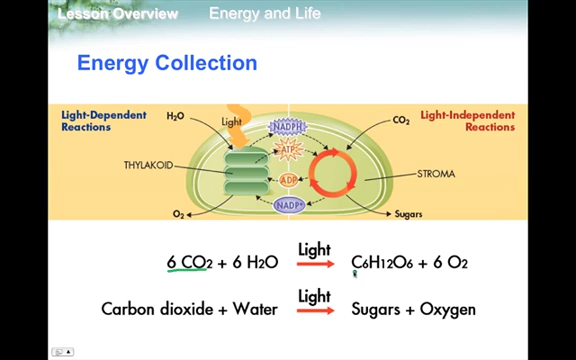 Lesson Overview Energy and Life
Energy Collection
Light-Dependent
Reactions
H2O
Light
NADPH
CO2
Light-Independent
Reactions
ATP
THYLAKOID
STROMA
ADP
O2
NADP+
Sugars
Light
6 CO2 + 6 H2O → C6H12O6 + 6 O2
Light
Carbon dioxide + Water → Sugars + Oxygen